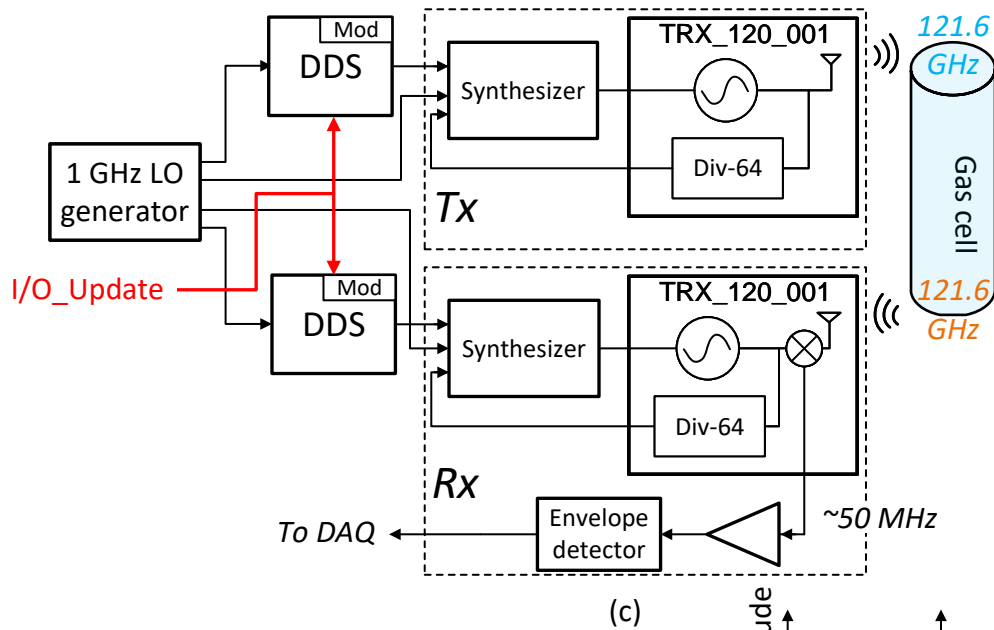 Mod
DDS
1 GHz LO
generator
I/O_Update
Mod
DDS
TRX_120_001
Synthesizer
Div-64
Tx
121.6
GHz
Gas cell
121.6
GHz
TRX_120_001
Synthesizer
Div-64
Rx
~50 MHz
Envelope
detector
To DAQ
(c)